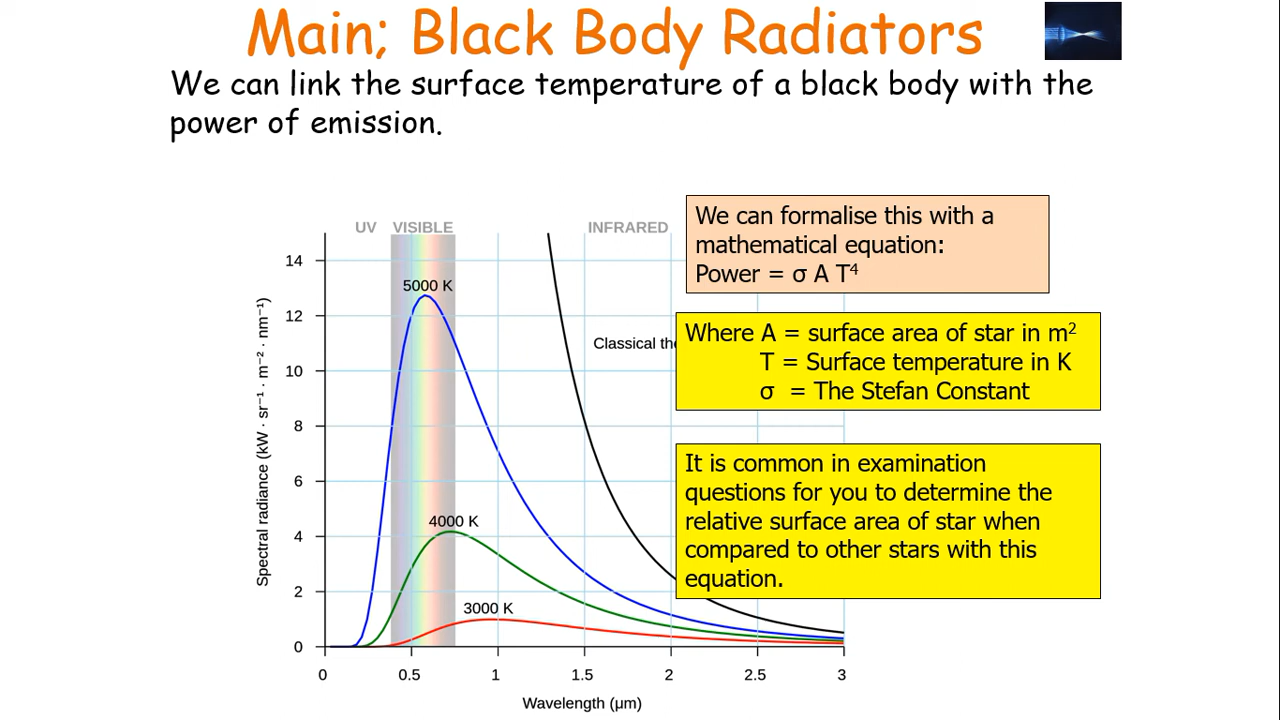 Main; Black Body Radiators
We can link the surface temperature of a black body with the
power of emission.
UV VISIBLE INFRARED
We can formalise this with a
mathematical equation:
Power = σ A T⁴
Where A = surface area of star in m²
T = Surface temperature in K
σ = The Stefan Constant
It is common in examination
questions for you to determine the
relative surface area of star when
compared to other stars with this
equation.
Spectral radiance (kW · sr⁻¹ · m⁻² · nm⁻¹)
14
12
10
8
6
4
2
0
5000 K
4000 K
3000 K
Classical
0 0.5 1 1.5 2 2.5 3
Wavelength (μm)